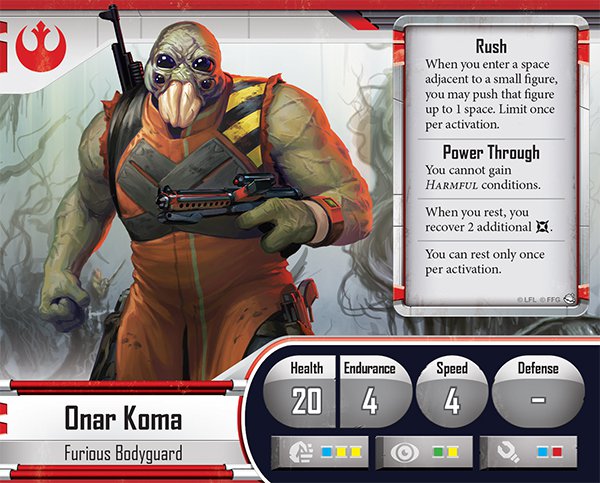 Rush
When you enter a space
adjacent to a small figure,
you may push that figure
up to 1 space. Limit once
per activation.
Power Through
You cannot gain
HARMFUL conditions.
When you rest, you
recover 2 additional .
You can rest only once
per activation.
© LFL © FFG
Health Endurance Speed Defense
20 4 4 -
Onar Koma
Furious Bodyguard